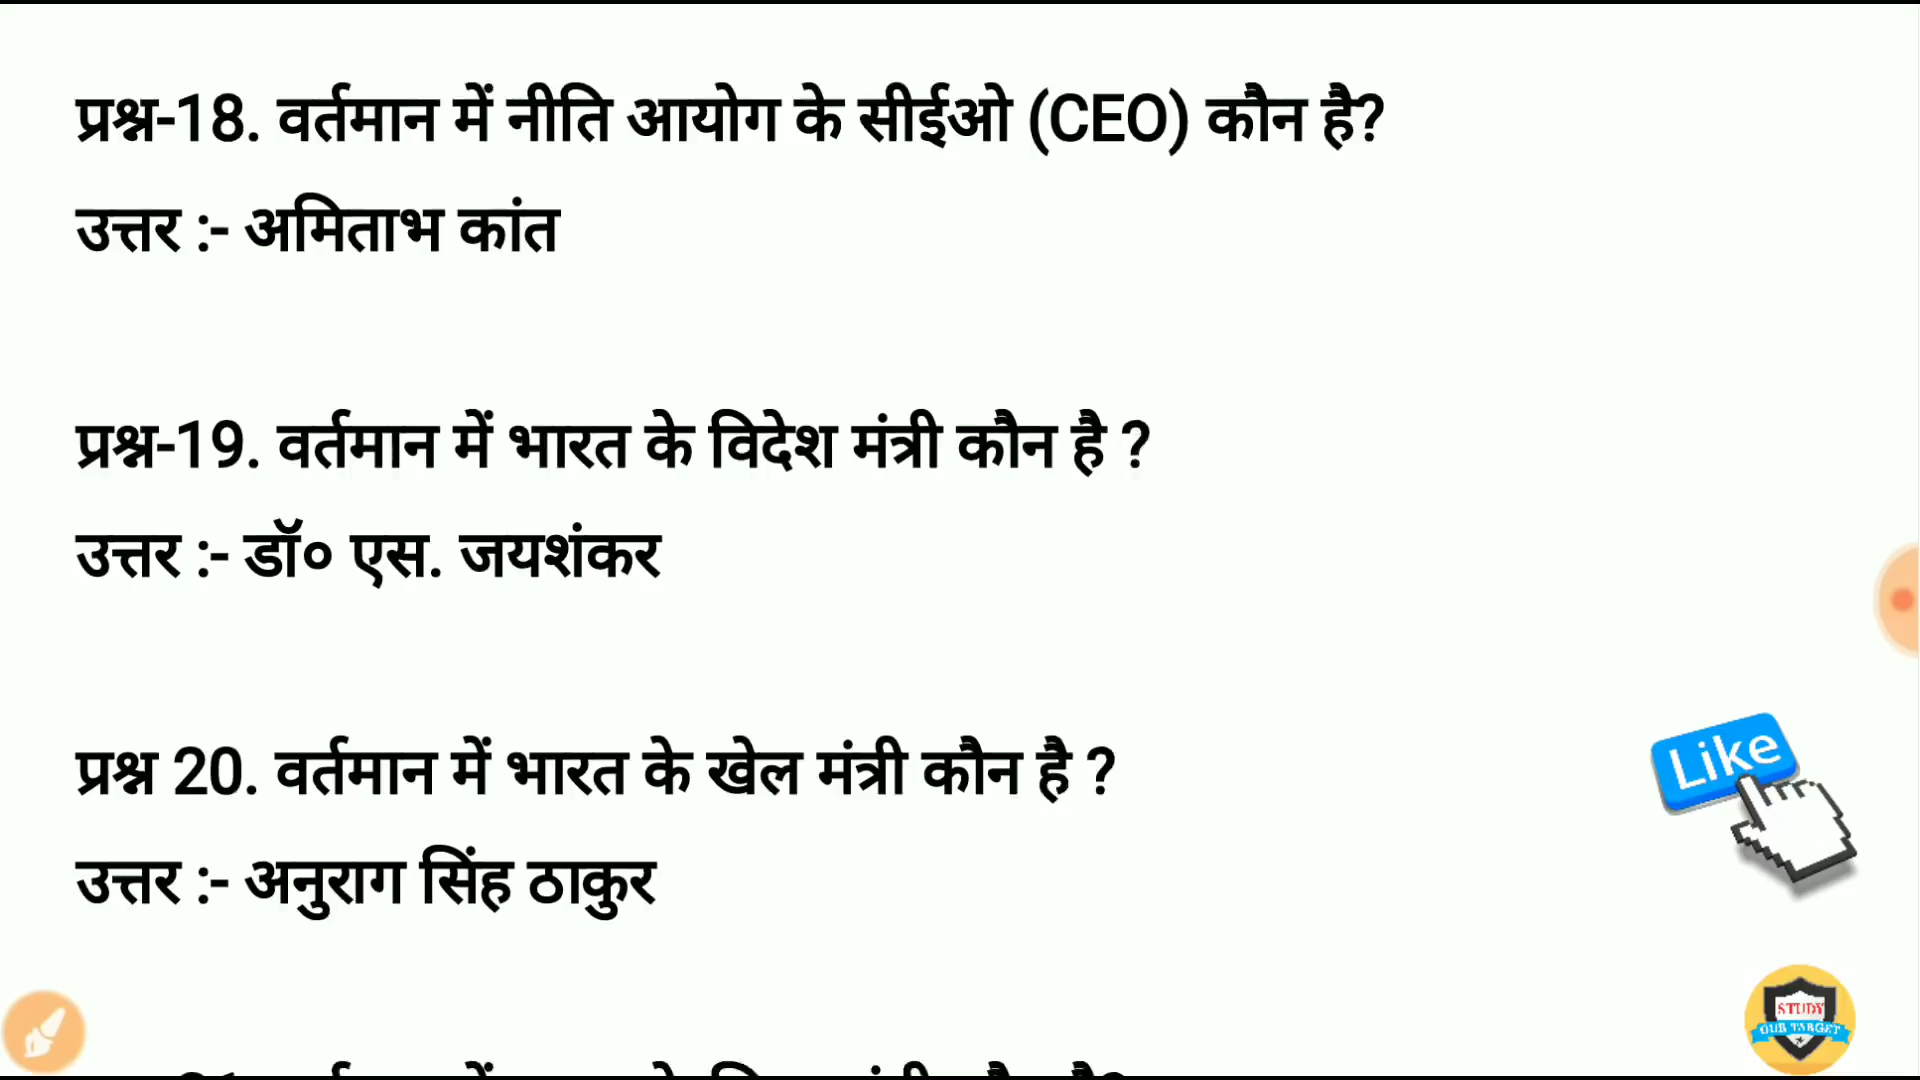 प्रश्न-18. वर्तमान में नीति आयोग के सीईओ (CEO) कौन है?
उत्तर :- अमिताभ कांत
प्रश्न-19. वर्तमान में भारत के विदेश मंत्री कौन है ?
उत्तर :- डॉ० एस. जयशंकर
प्रश्न 20. वर्तमान में भारत के खेल मंत्री कौन है ?
उत्तर :- अनुराग सिंह ठाकुर
Like
STUDY
OUR TARGET